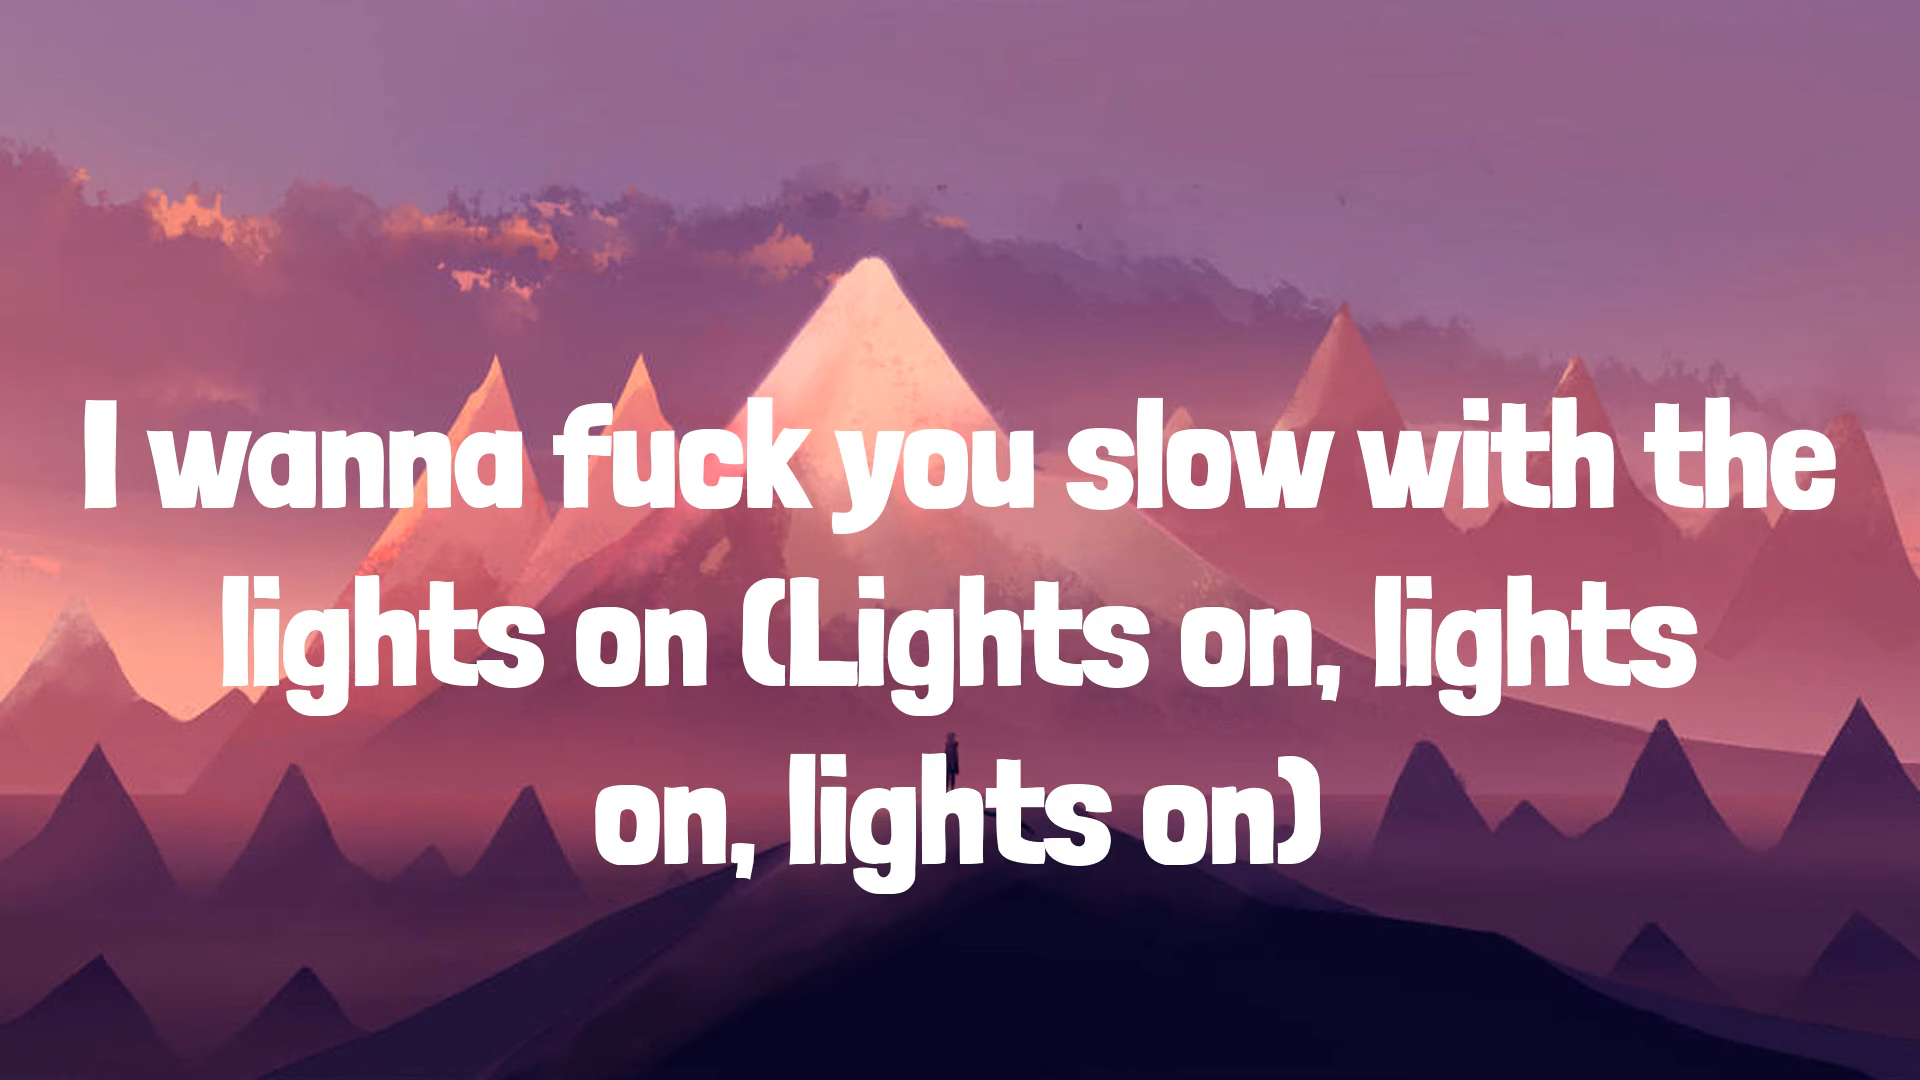 I wanna fuck you slow with the
lights on (Lights on, lights
on, lights on)